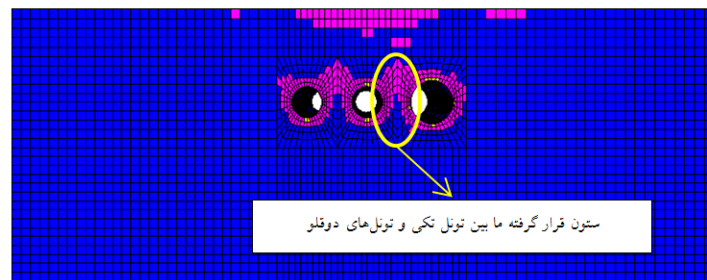 ستون قرار گرفته ما بین تونل تکی و تونل‌های دوقلو